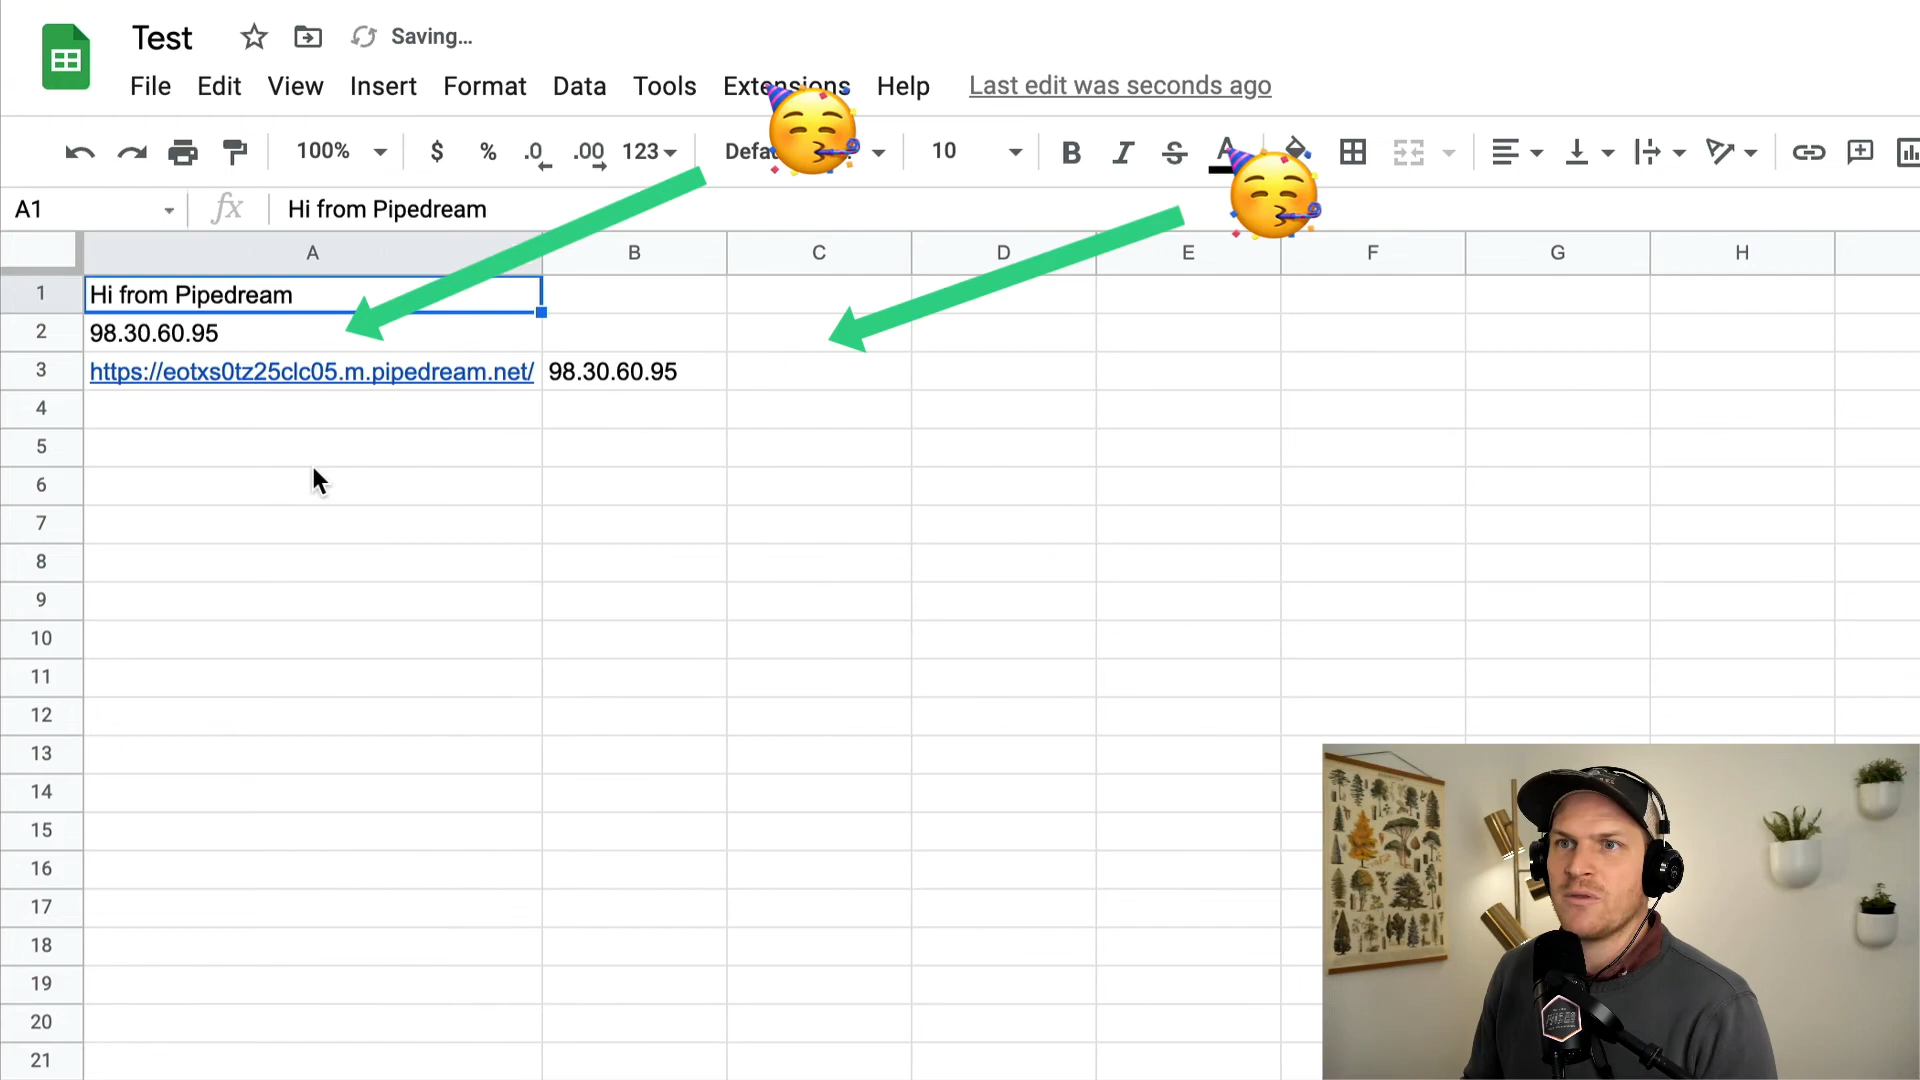 Test Saving...
File Edit View Insert Format Data Tools Extensions Help Last edit was seconds ago
100% $ % .0 .00 123 10 B I S A
A1 fx Hi from Pipedream
A B C D E F G H
1 Hi from Pipedream
2 98.30.60.95
3 https://eotxs0tz25clc05.m.pipedream.net/ 98.30.60.95
4
5
6
7
8
9
10
11
12
13
14
15
16
17
18
19
20
21